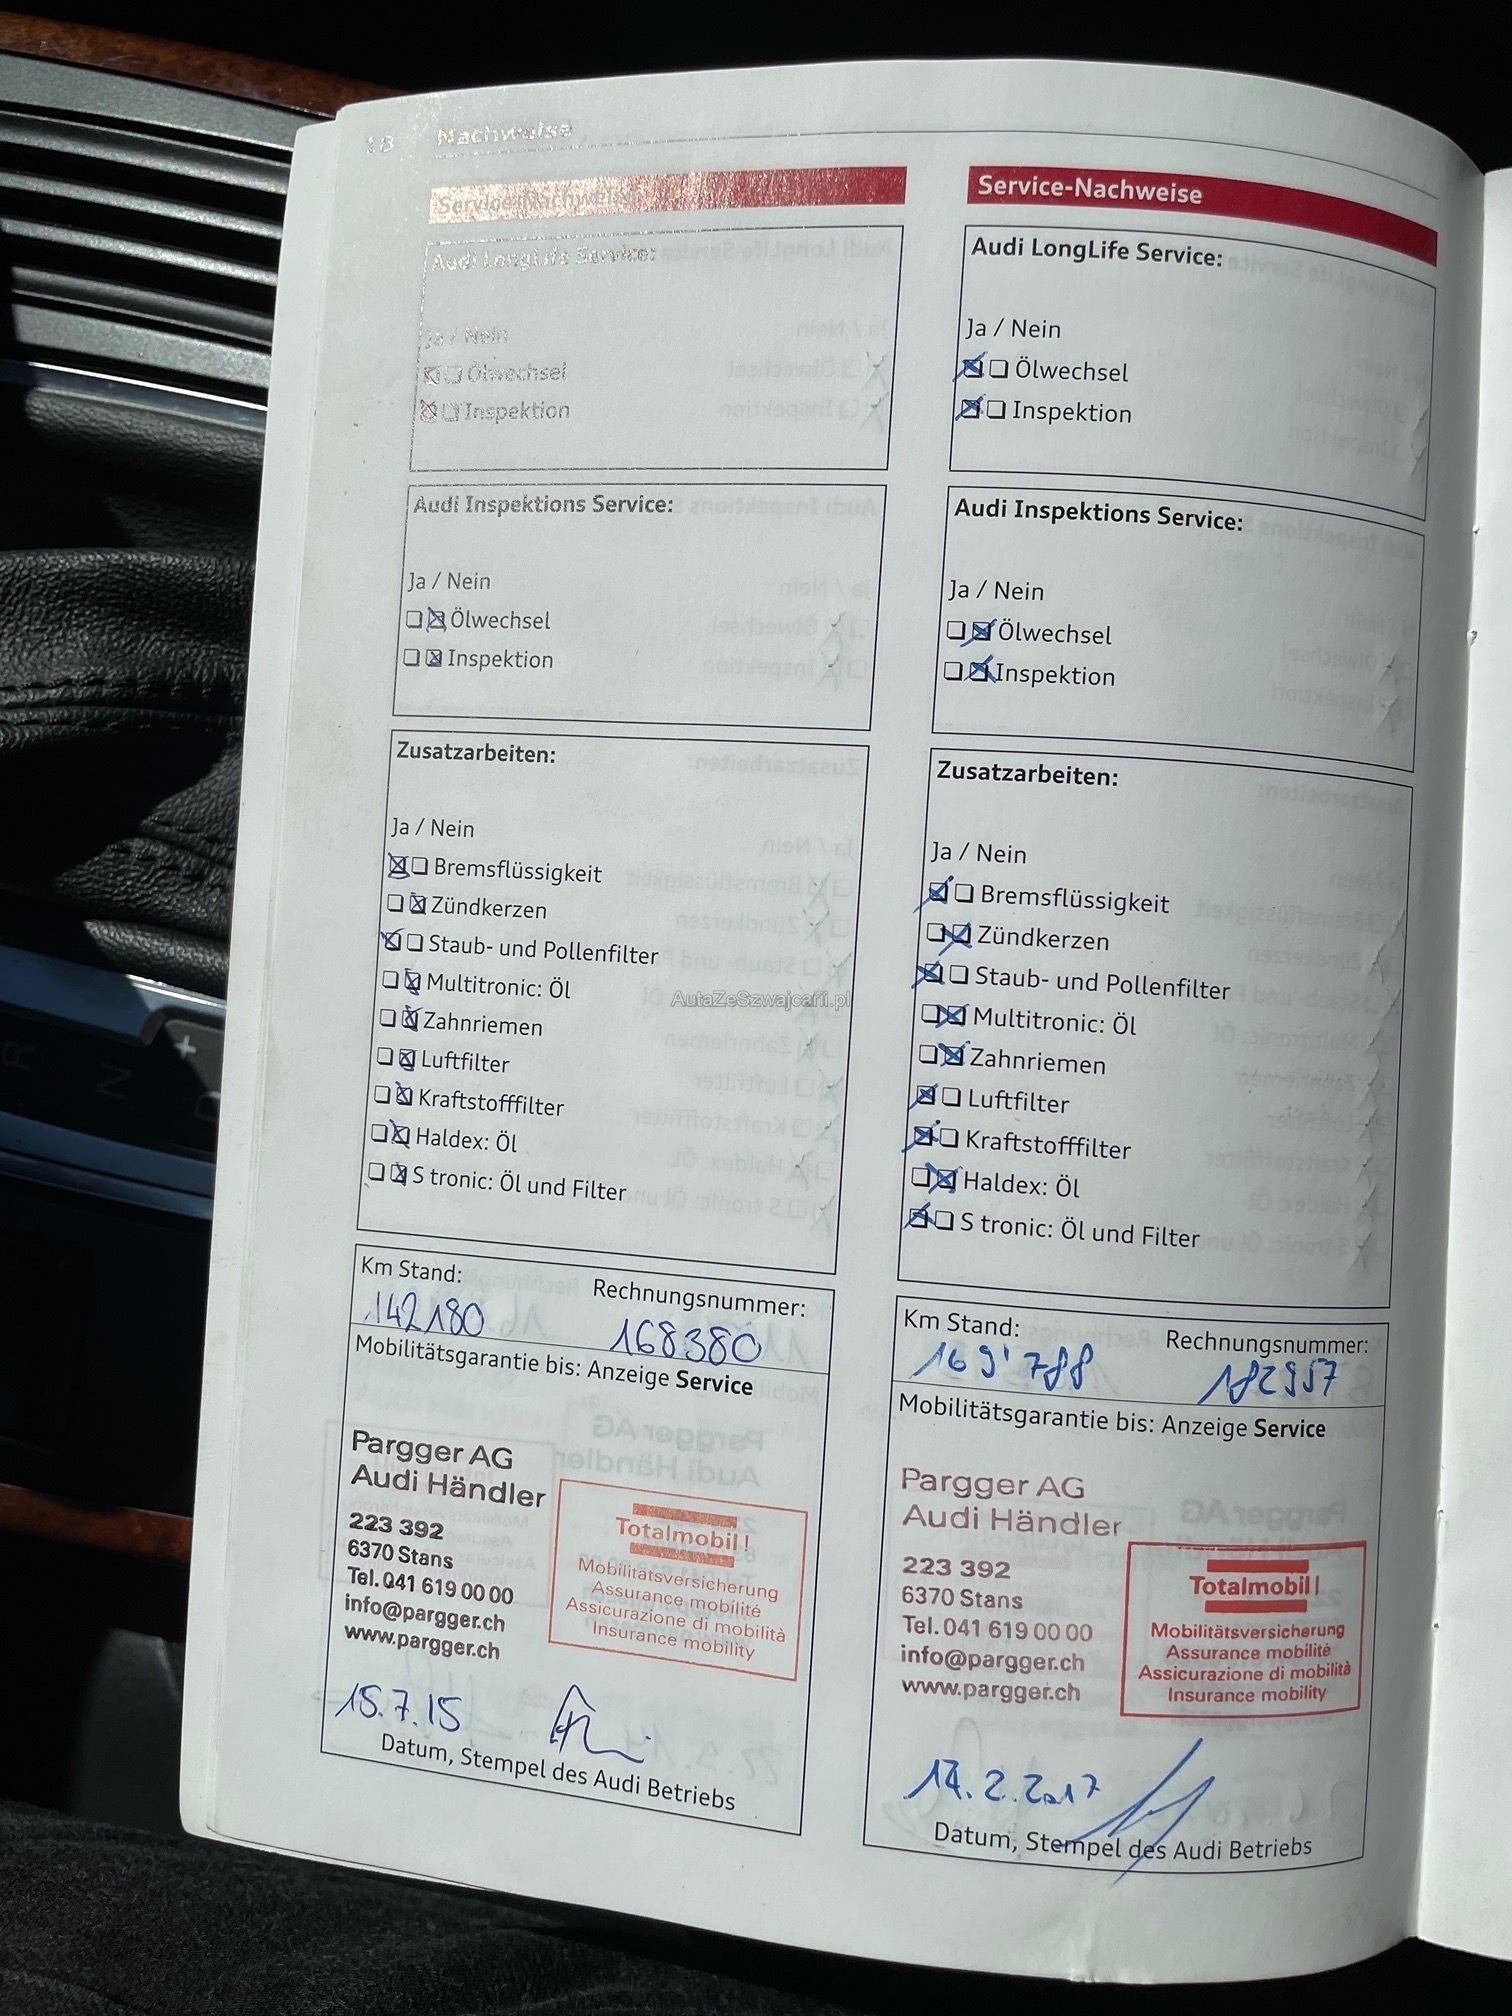 18 Nachweise
Service-Nachweise
Audi LongLife Service:
Ja / Nein
Ölwechsel
Inspektion
Audi Inspektions Service:
Ja / Nein
Ölwechsel
Inspektion
Zusatzarbeiten:
Ja / Nein
Bremsflüssigkeit
Zündkerzen
Staub- und Pollenfilter
Multitronic: Öl
Zahnriemen
Luftfilter
Kraftstofffilter
Haldex: Öl
S tronic: Öl und Filter
Km Stand: Rechnungsnummer:
142180 168380
Mobilitätsgarantie bis: Anzeige Service
Pargger AG
Audi Händler
223 392
6370 Stans
Tel. 041 619 00 00
info@pargger.ch
www.pargger.ch
Totalmobil!
Mobilitätsversicherung
Assurance mobilité
Assicurazione di mobilità
Insurance mobility
15.7.15
Datum, Stempel des Audi Betriebs
Service-Nachweise
Audi LongLife Service:
Ja / Nein
Ölwechsel
Inspektion
Audi Inspektions Service:
Ja / Nein
Ölwechsel
Inspektion
Zusatzarbeiten:
Ja / Nein
Bremsflüssigkeit
Zündkerzen
Staub- und Pollenfilter
Multitronic: Öl
Zahnriemen
Luftfilter
Kraftstofffilter
Haldex: Öl
S tronic: Öl und Filter
Km Stand: Rechnungsnummer:
169'788 182957
Mobilitätsgarantie bis: Anzeige Service
Pargger AG
Audi Händler
223 392
6370 Stans
Tel. 041 619 00 00
info@pargger.ch
www.pargger.ch
Totalmobil!
Mobilitätsversicherung
Assurance mobilité
Assicurazione di mobilità
Insurance mobility
14.2.2017
Datum, Stempel des Audi Betriebs
AutaZeSzwajcarii.pl
R
N
D
+